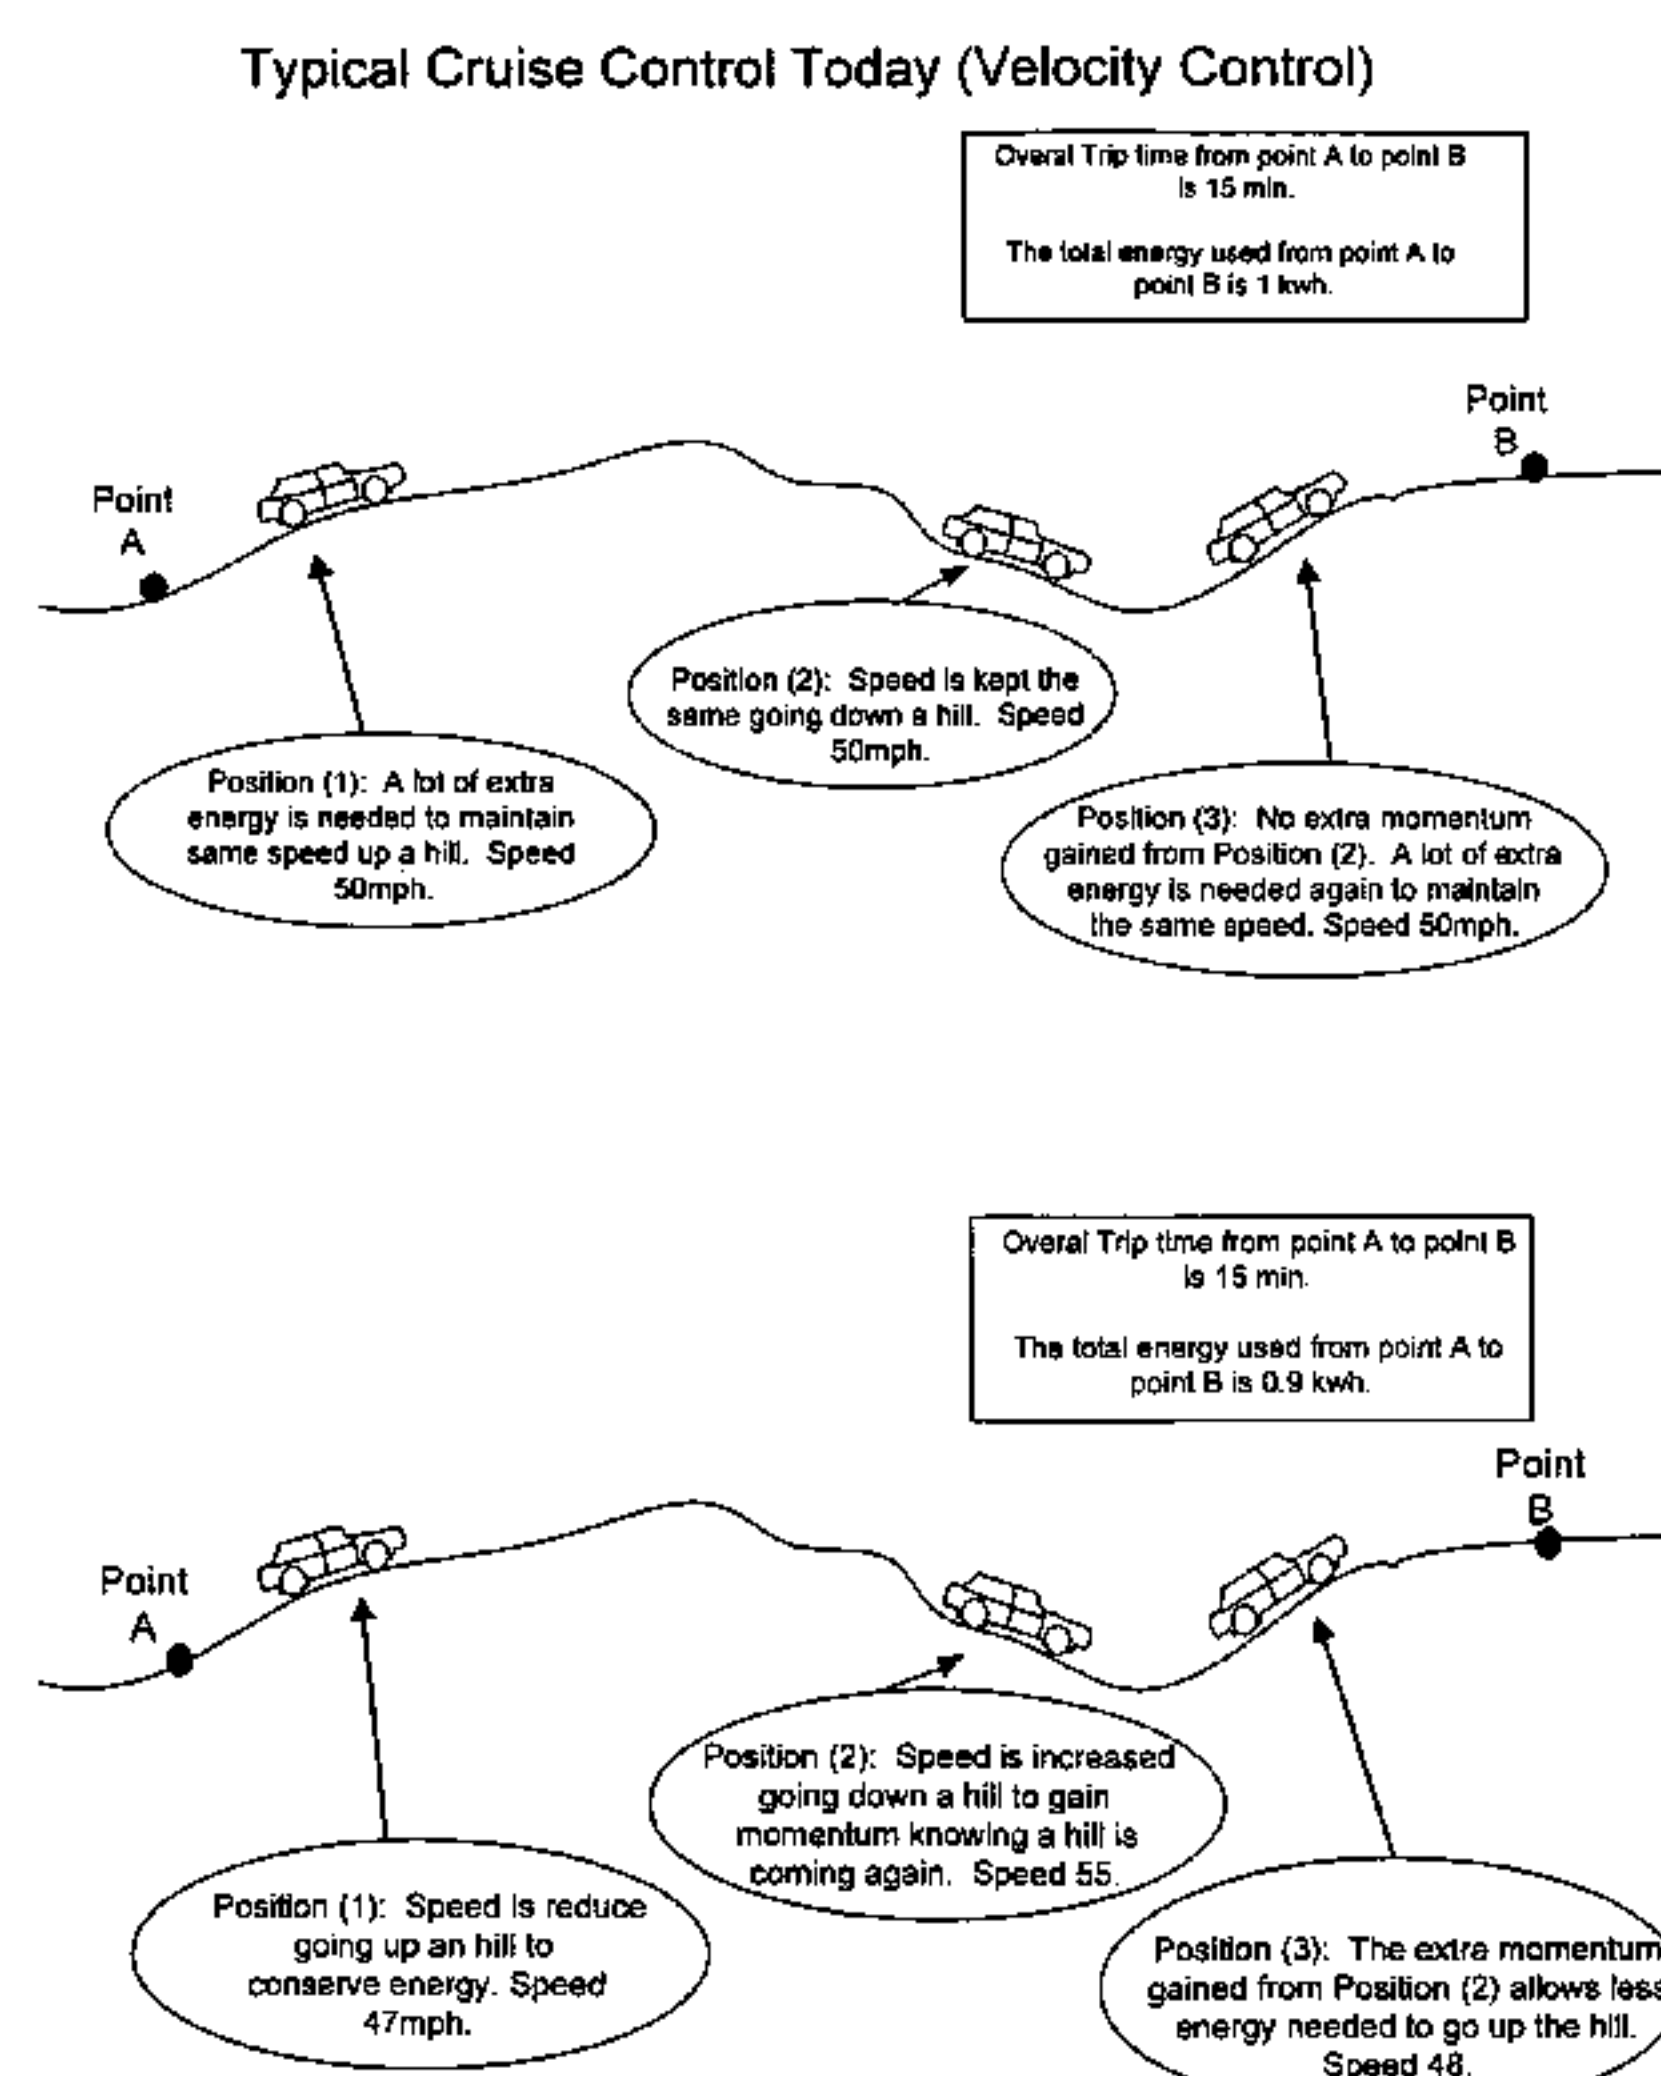 Typical Cruise Control Today (Velocity Control)
Overal Trip time from point A to point B
is 15 min.
The total energy used from point A to
point B is 1 kwh.
Point
B
Point
A
Position (2): Speed is kept the
same going down a hill. Speed
50mph.
Position (1): A lot of extra
energy is needed to maintain
same speed up a hill. Speed
50mph.
Position (3): No extra momentum
gained from Position (2). A lot of extra
energy is needed again to maintain
the same speed. Speed 50mph.
Overal Trip time from point A to point B
is 15 min.
The total energy used from point A to
point B is 0.9 kwh.
Point
B
Point
A
Position (2): Speed is increased
going down a hill to gain
momentum knowing a hill is
coming again. Speed 55.
Position (1): Speed is reduce
going up an hill to
conserve energy. Speed
47mph.
Position (3): The extra momentum
gained from Position (2) allows less
energy needed to go up the hill.
Speed 48.